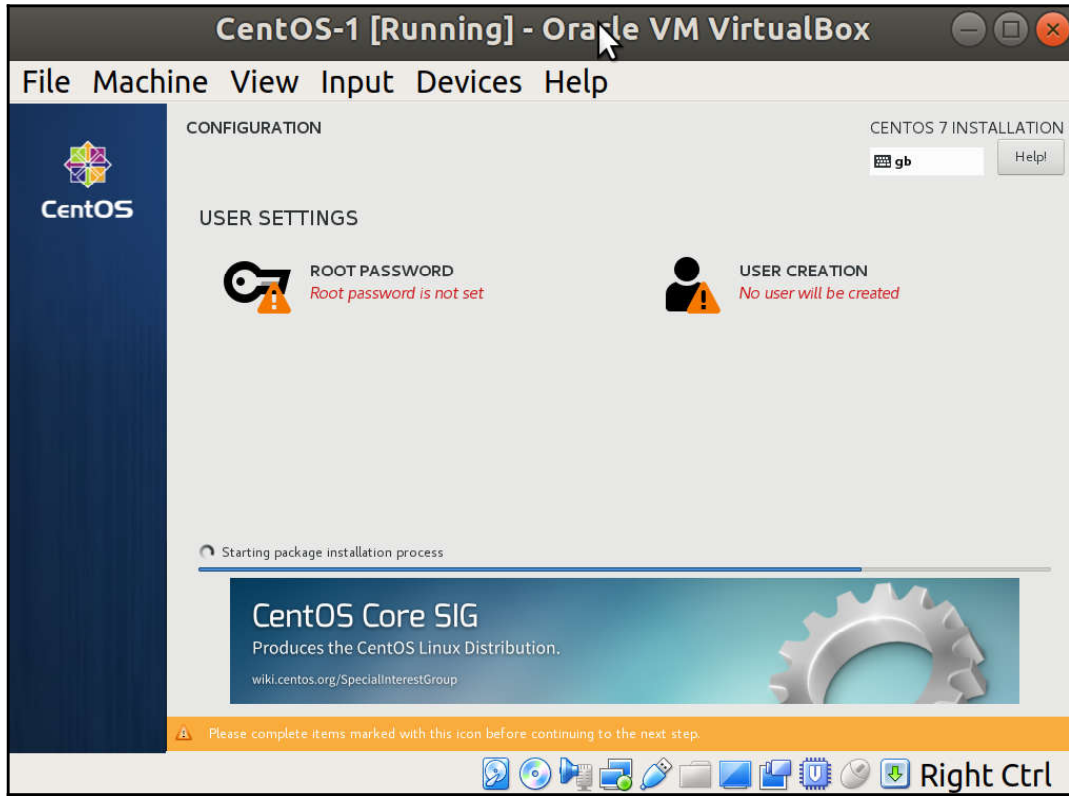 CentOS-1 [Running] - Oracle VM VirtualBox
File Machine View Input Devices Help
CONFIGURATION
CENTOS 7 INSTALLATION
gb
Help!
CentOS
USER SETTINGS
ROOT PASSWORD
Root password is not set
USER CREATION
No user will be created
Starting package installation process
CentOS Core SIG
Produces the CentOS Linux Distribution.
wiki.centos.org/SpecialInterestGroup
Please complete items marked with this icon before continuing to the next step.
Right Ctrl